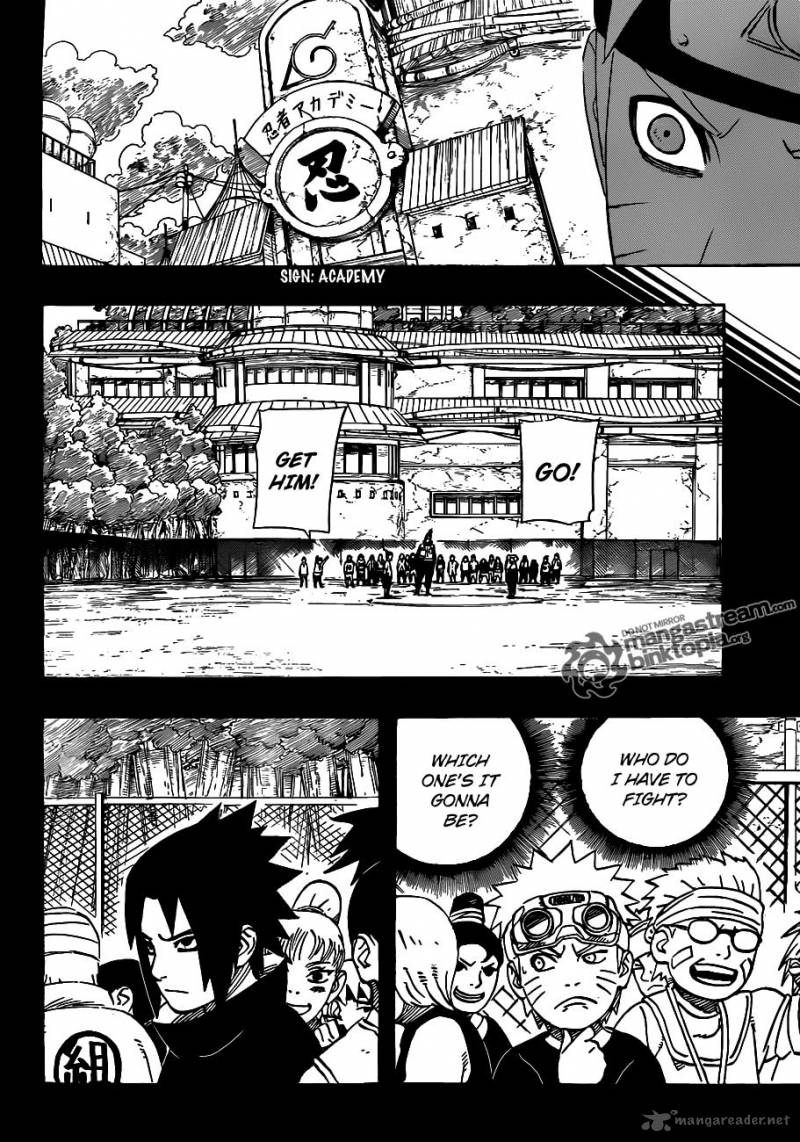 忍者アカデミー
忍
SIGN: ACADEMY
GO!
GET
HIM!
DO NOT MIRROR
mangastream.com
binktopia.org
WHO DO
I HAVE TO
FIGHT?
WHICH
ONE'S IT
GONNA
BE?
組
mangareader.net